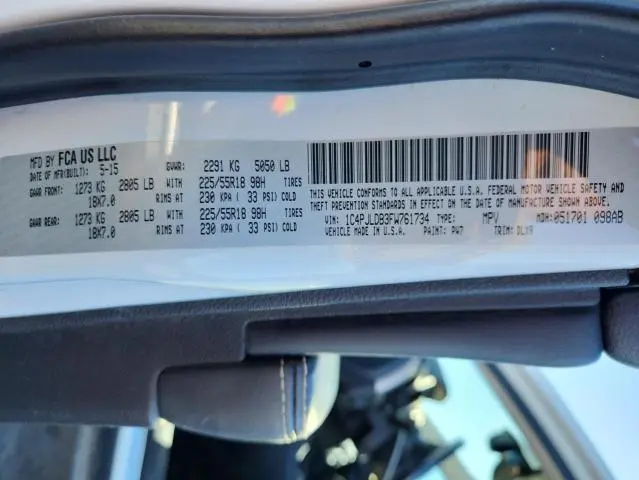 MFD BY FCA US LLC
DATE OF MFR(BUILT): 5-15
GVWR: 2291 KG 5050 LB
GAWR FRONT: 1273 KG 2805 LB WITH 225/55R18 98H TIRES
18X7.0 RIMS AT 230 KPA ( 33 PSI) COLD
GAWR REAR: 1273 KG 2805 LB WITH 225/55R18 98H TIRES
18X7.0 RIMS AT 230 KPA ( 33 PSI) COLD
THIS VEHICLE CONFORMS TO ALL APPLICABLE U.S.A. FEDERAL MOTOR VEHICLE SAFETY AND
THEFT PREVENTION STANDARDS IN EFFECT ON THE DATE OF MANUFACTURE SHOWN ABOVE.
VIN: 1C4PJLDB3FW761734 TYPE: MPV MDH: 051701 098AB
VEHICLE MADE IN U.S.A. PAINT: PW7 TRIM: DLX9